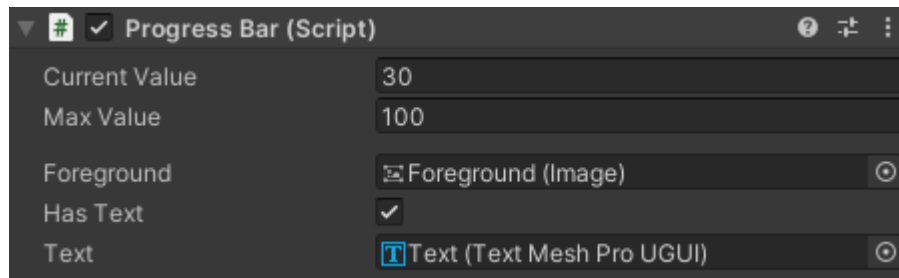 Progress Bar (Script)
Current Value 30
Max Value 100
Foreground Foreground (Image)
Has Text
Text Text (Text Mesh Pro UGUI)